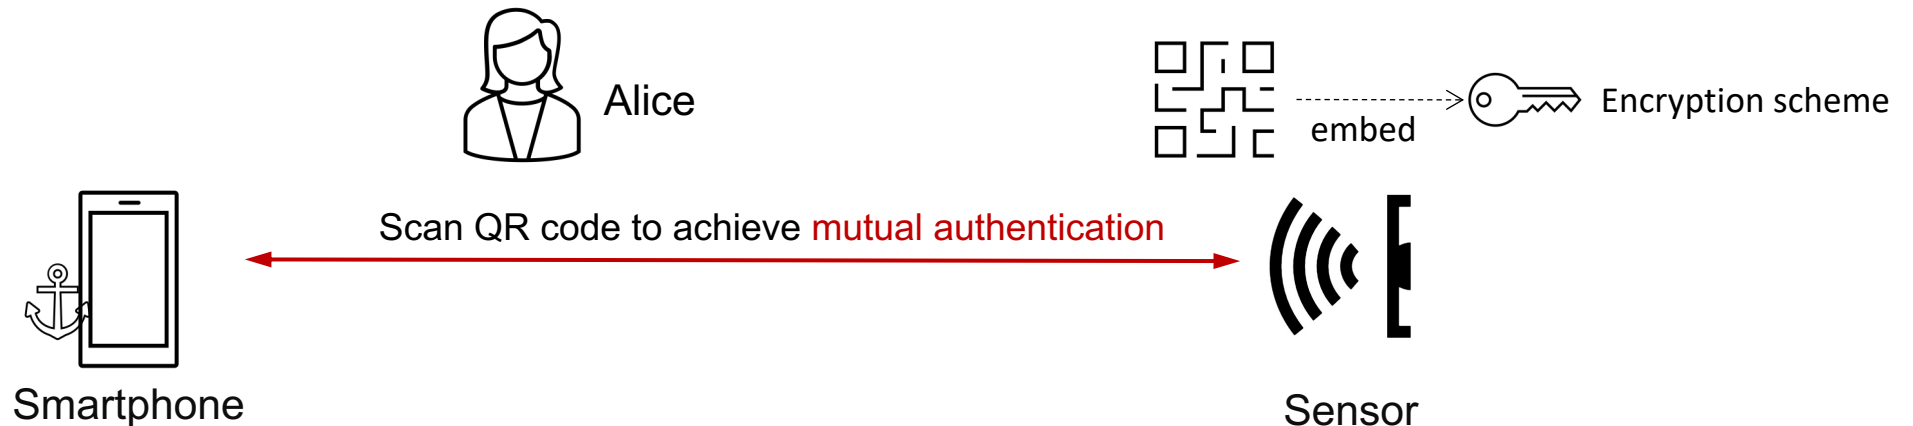 Alice
embed
Encryption scheme
Scan QR code to achieve mutual authentication
Smartphone
Sensor